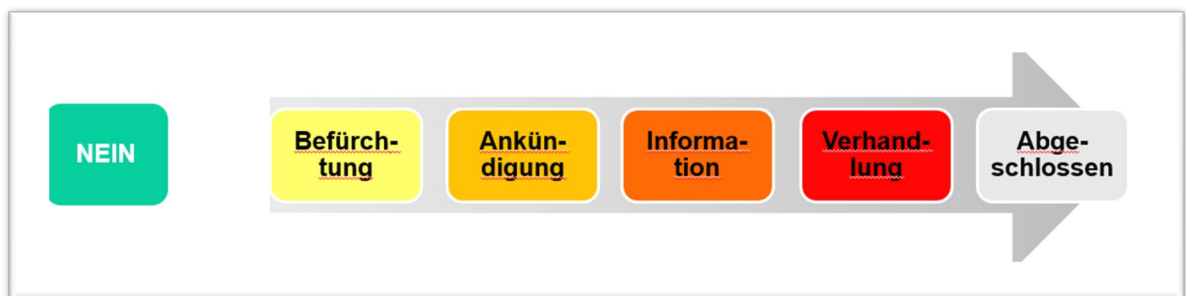 NEIN
Befürch-
tung
Ankün-
digung
Informa-
tion
Verhand-
lung
Abge-
schlossen